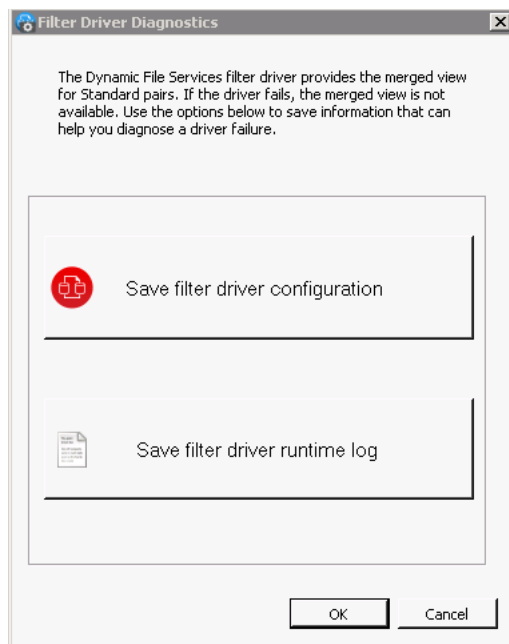 Filter Driver Diagnostics
The Dynamic File Services filter driver provides the merged view
for Standard pairs. If the driver fails, the merged view is not
available. Use the options below to save information that can
help you diagnose a driver failure.
Save filter driver configuration
Save filter driver runtime log
OK
Cancel